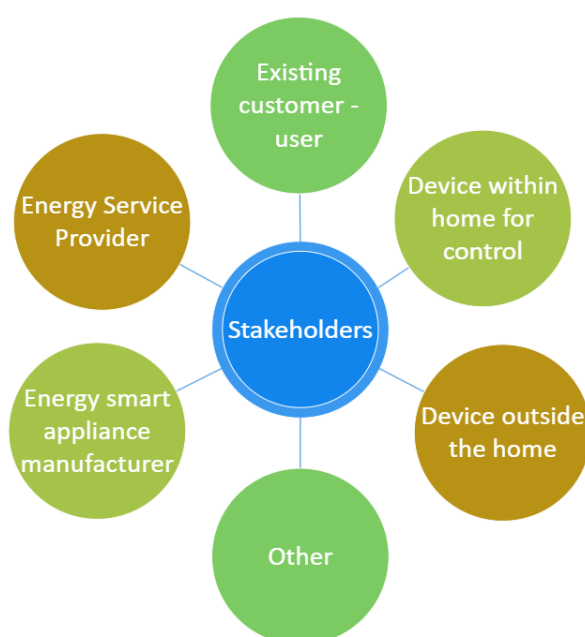 Existing
customer -
user
Energy Service
Provider
Device within
home for
control
Stakeholders
Energy smart
appliance
manufacturer
Device outside
the home
Other